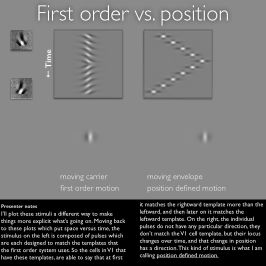 First order vs. position
← Time
moving carrier
first order motion
moving envelope
position defined motion
Presenter notes
I'll plot these stimuli a different way to make
things more explicit what's going on. Moving back
to these plots which put space versus time, the
stimulus on the left is composed of pulses which
are each designed to match the templates that
the first order system uses. So the cells in V1 that
have these templates, are able to say that at first
it matches the rightward template more than the
leftward, and then later on it matches the
leftward template. On the right, the individual
pulses do not have any particular direction, they
don't match the V1 cell template, but their focus
changes over time, and that change in position
has a direction. This kind of stimulus is what I am
calling position defined motion.